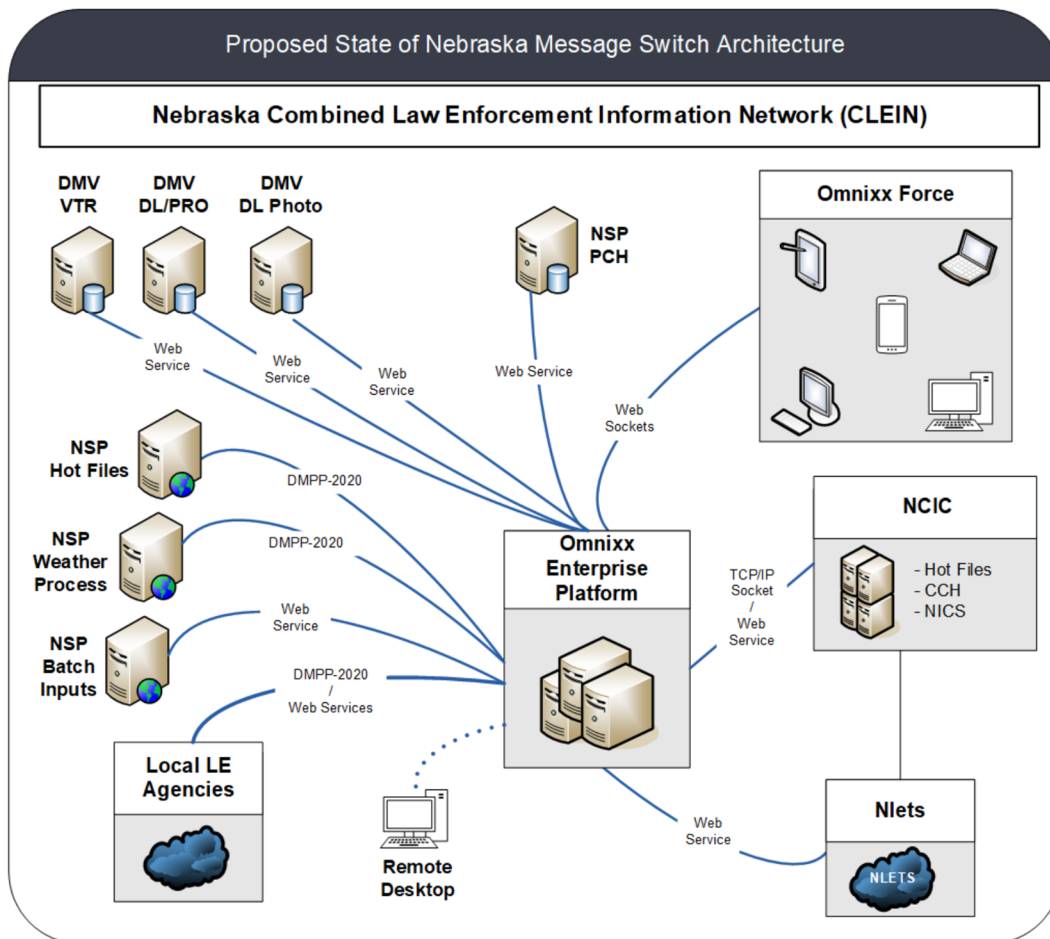 Proposed State of Nebraska Message Switch Architecture
Nebraska Combined Law Enforcement Information Network (CLEIN)
DMV
VTR
DMV
DL/PRO
DMV
DL Photo
NSP
PCH
Omnixx Force
Web
Service
Web
Service
Web
Service
Web Service
Web
Sockets
NSP
Hot Files
DMPP-2020
NSP
Weather
Process
DMPP-2020
Omnixx
Enterprise
Platform
TCP/IP
Socket
/
Web
Service
NCIC
- Hot Files
- CCH
- NICS
NSP
Batch
Inputs
Web
Service
DMPP-2020
/
Web Services
Local LE
Agencies
Remote
Desktop
Web
Service
Nlets
NLETS